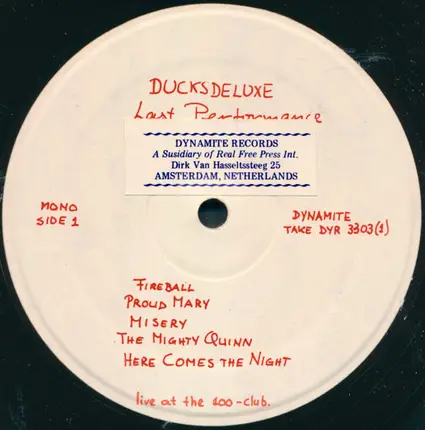 DUCKSDELUXE
Last Performance
DYNAMITE RECORDS
A Susidiary of Real Free Press Int.
Dirk Van Hasseltssteeg 25
AMSTERDAM, NETHERLANDS
MONO
SIDE 1
DYNAMITE
TAKE DYR 3303(1)
FIREBALL
PROUD MARY
MISERY
THE MIGHTY QUINN
HERE COMES THE NIGHT
live at the 100-club.